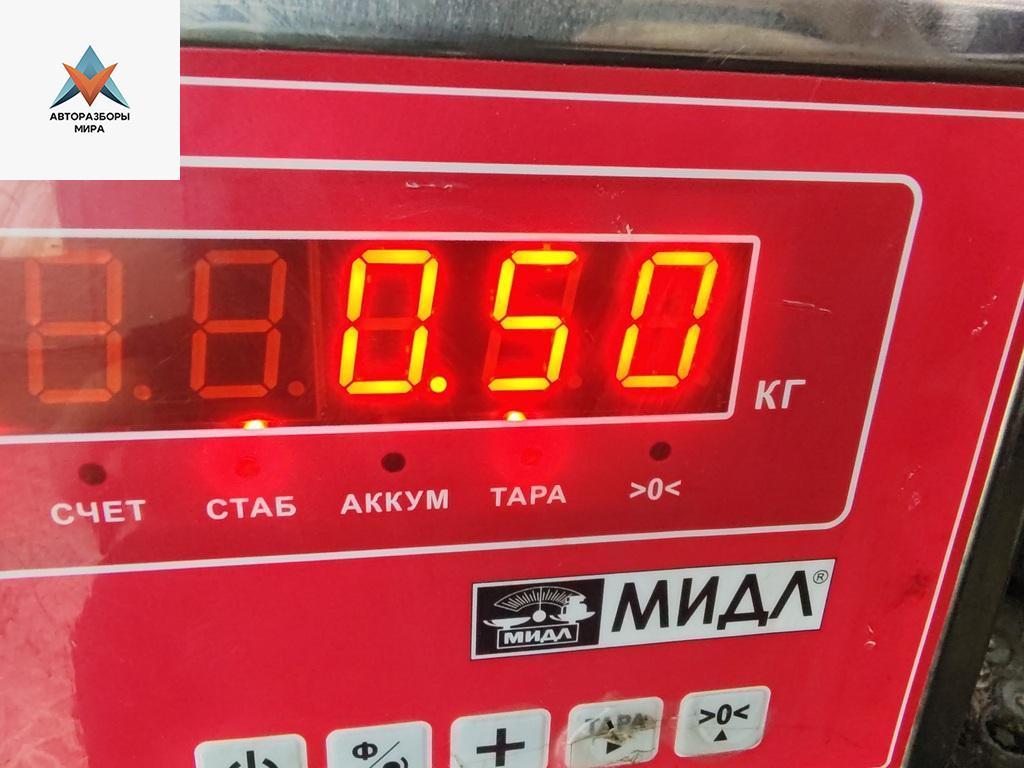 АВТОРАЗБОРЫ
МИРА
0.50
КГ
СЧЕТ СТАБ АККУМ ТАРА >0<
МИДЛ МИДЛ®
Ф + ТАРА >0<